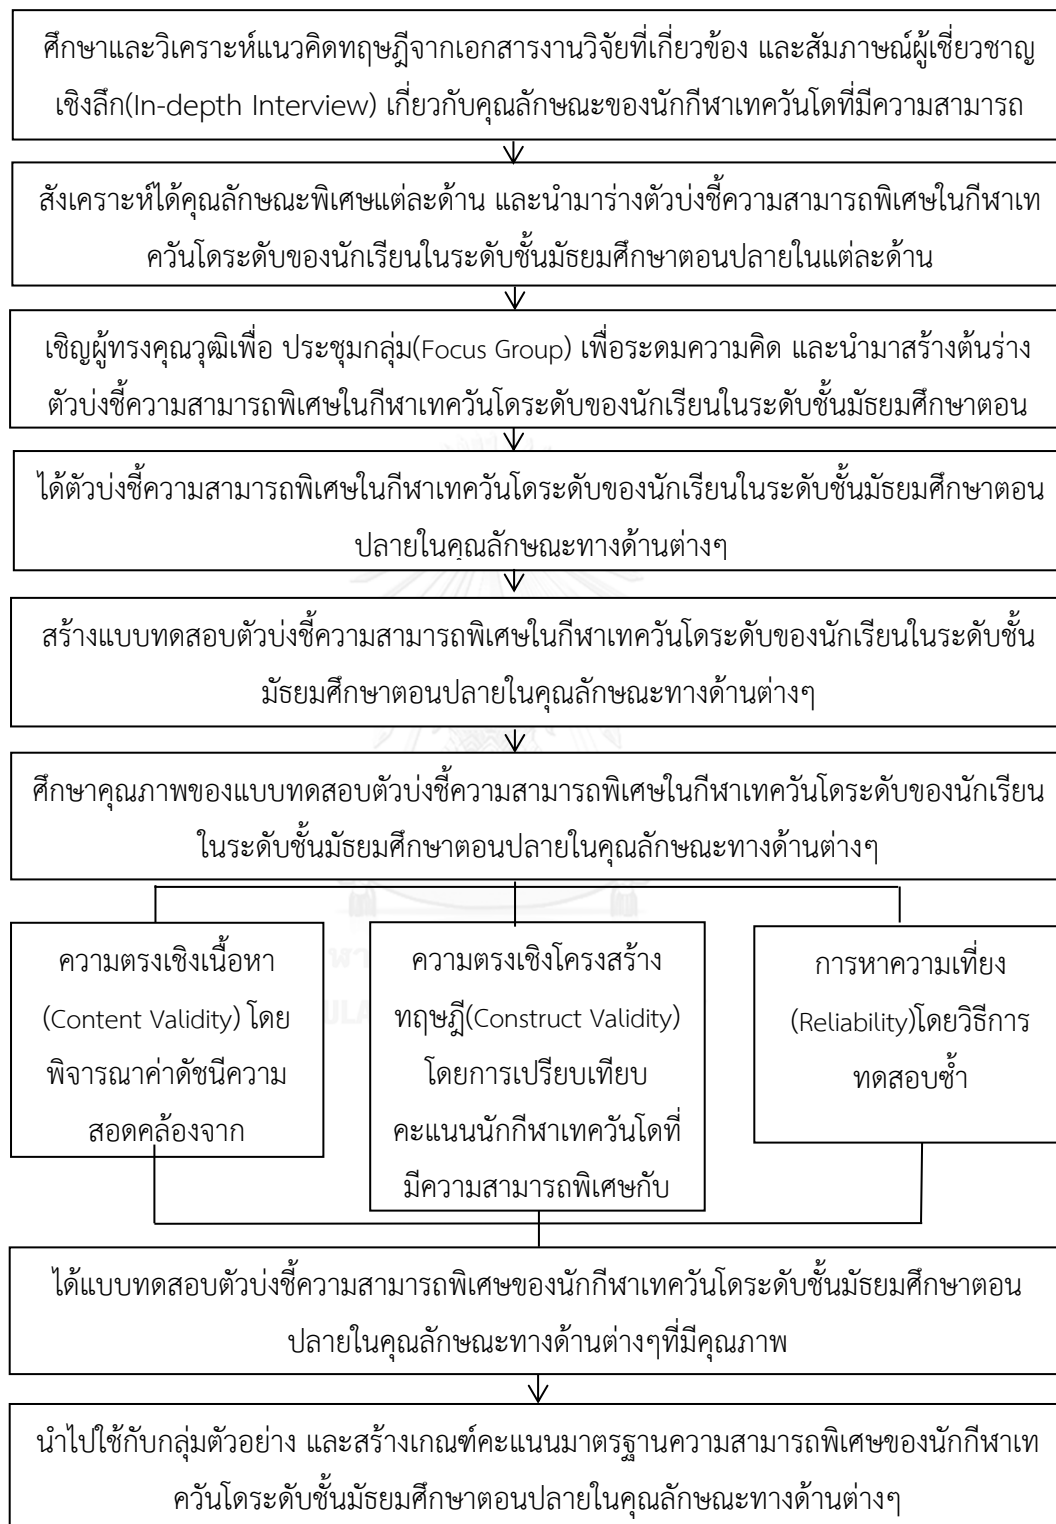 ศึกษาและวิเคราะห์แนวคิดทฤษฎีจากเอกสารงานวิจัยที่เกี่ยวข้อง และสัมภาษณ์ผู้เชี่ยวชาญ
เชิงลึก(In-depth Interview) เกี่ยวกับคุณลักษณะของนักกีฬาเทควันโดที่มีความสามารถ
สังเคราะห์ได้คุณลักษณะพิเศษแต่ละด้าน และนำมาร่างตัวบ่งชี้ความสามารถพิเศษในกีฬาเท
ควันโดระดับของนักเรียนในระดับชั้นมัธยมศึกษาตอนปลายในแต่ละด้าน
เชิญผู้ทรงคุณวุฒิเพื่อ ประชุมกลุ่ม(Focus Group) เพื่อระดมความคิด และนำมาสร้างต้นร่าง
ตัวบ่งชี้ความสามารถพิเศษในกีฬาเทควันโดระดับของนักเรียนในระดับชั้นมัธยมศึกษาตอน
ได้ตัวบ่งชี้ความสามารถพิเศษในกีฬาเทควันโดระดับของนักเรียนในระดับชั้นมัธยมศึกษาตอน
ปลายในคุณลักษณะทางด้านต่างๆ
สร้างแบบทดสอบตัวบ่งชี้ความสามารถพิเศษในกีฬาเทควันโดระดับของนักเรียนในระดับชั้น
มัธยมศึกษาตอนปลายในคุณลักษณะทางด้านต่างๆ
ศึกษาคุณภาพของแบบทดสอบตัวบ่งชี้ความสามารถพิเศษในกีฬาเทควันโดระดับของนักเรียน
ในระดับชั้นมัธยมศึกษาตอนปลายในคุณลักษณะทางด้านต่างๆ
ความตรงเชิงเนื้อหา
(Content Validity) โดย
พิจารณาค่าดัชนีความ
สอดคล้องจาก
ความตรงเชิงโครงสร้าง
ทฤษฎี(Construct Validity)
โดยการเปรียบเทียบ
คะแนนนักกีฬาเทควันโดที่
มีความสามารถพิเศษกับ
การหาความเที่ยง
(Reliability)โดยวิธีการ
ทดสอบซ้ำ
ได้แบบทดสอบตัวบ่งชี้ความสามารถพิเศษของนักกีฬาเทควันโดระดับชั้นมัธยมศึกษาตอน
ปลายในคุณลักษณะทางด้านต่างๆที่มีคุณภาพ
นำไปใช้กับกลุ่มตัวอย่าง และสร้างเกณฑ์คะแนนมาตรฐานความสามารถพิเศษของนักกีฬาเท
ควันโดระดับชั้นมัธยมศึกษาตอนปลายในคุณลักษณะทางด้านต่างๆ